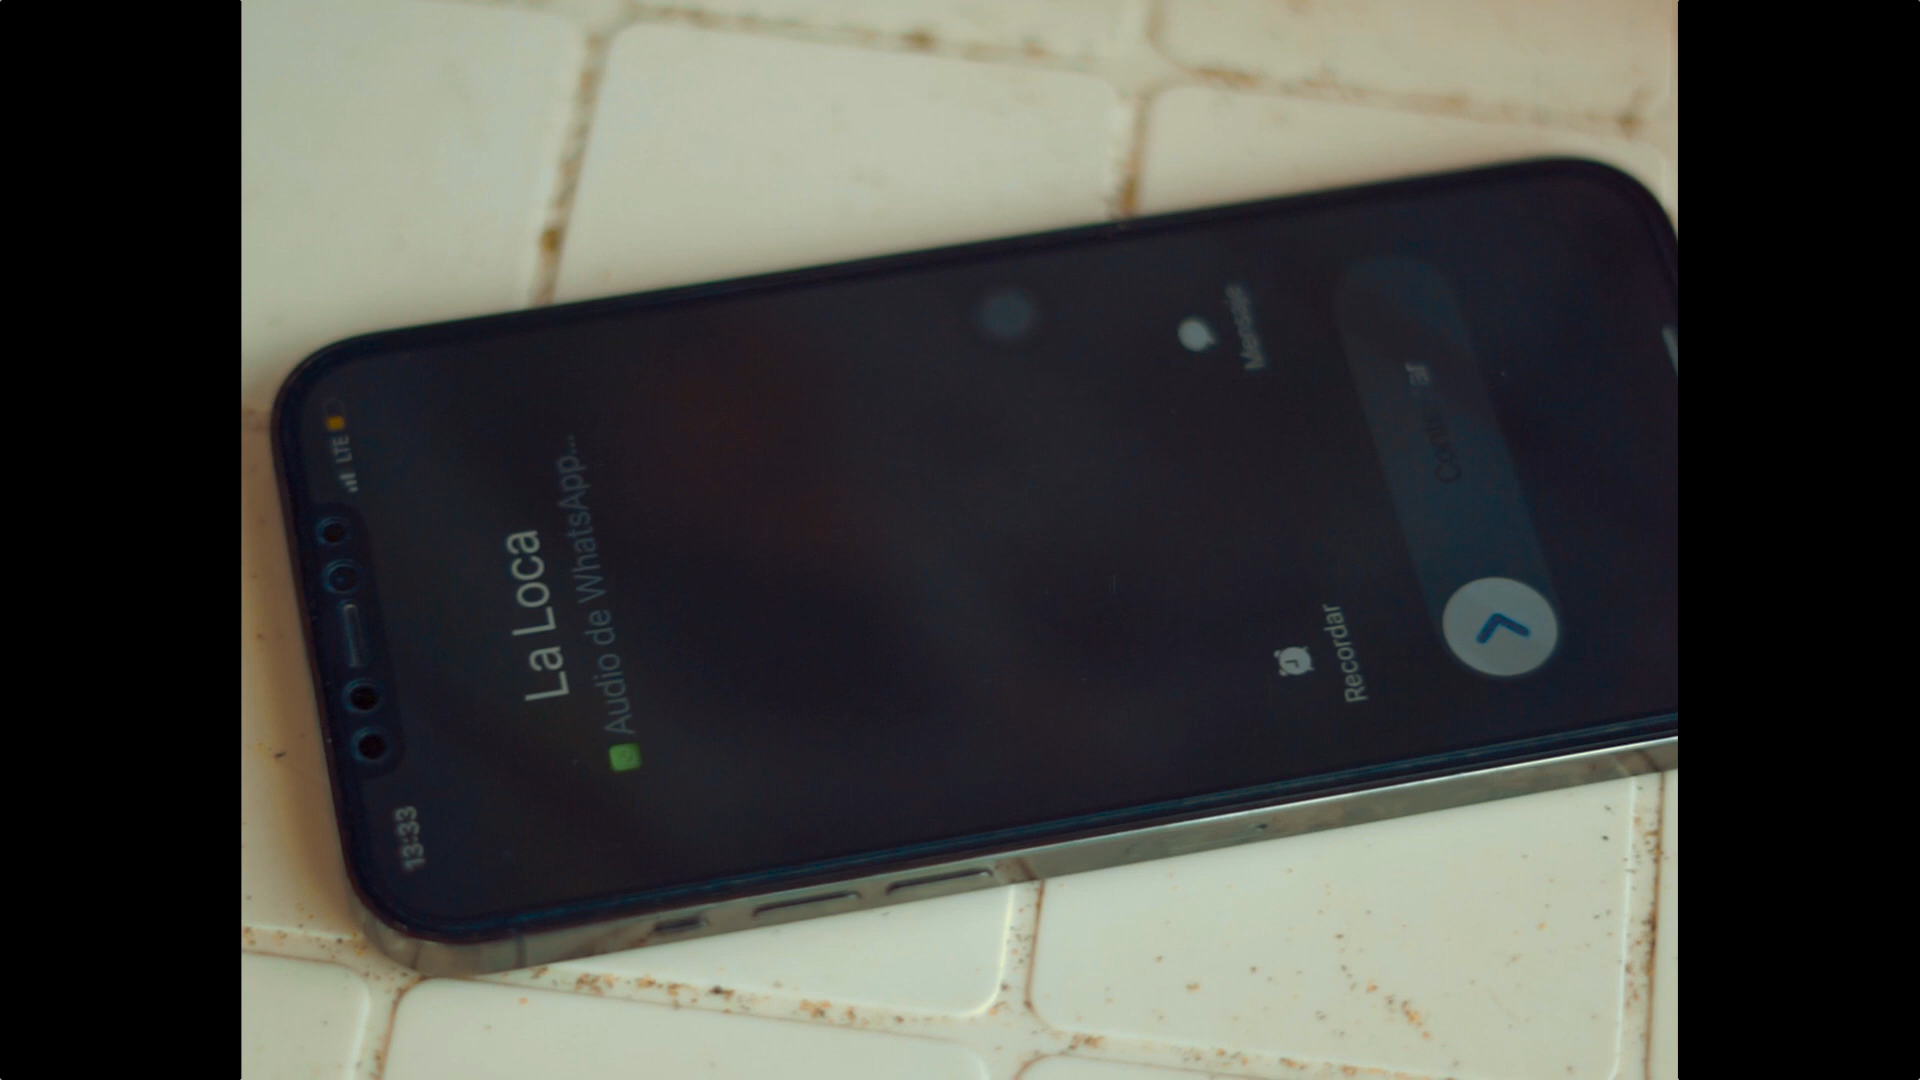 13:33
LTE
La Loca
Audio de WhatsApp...
Recordar
Mensaje